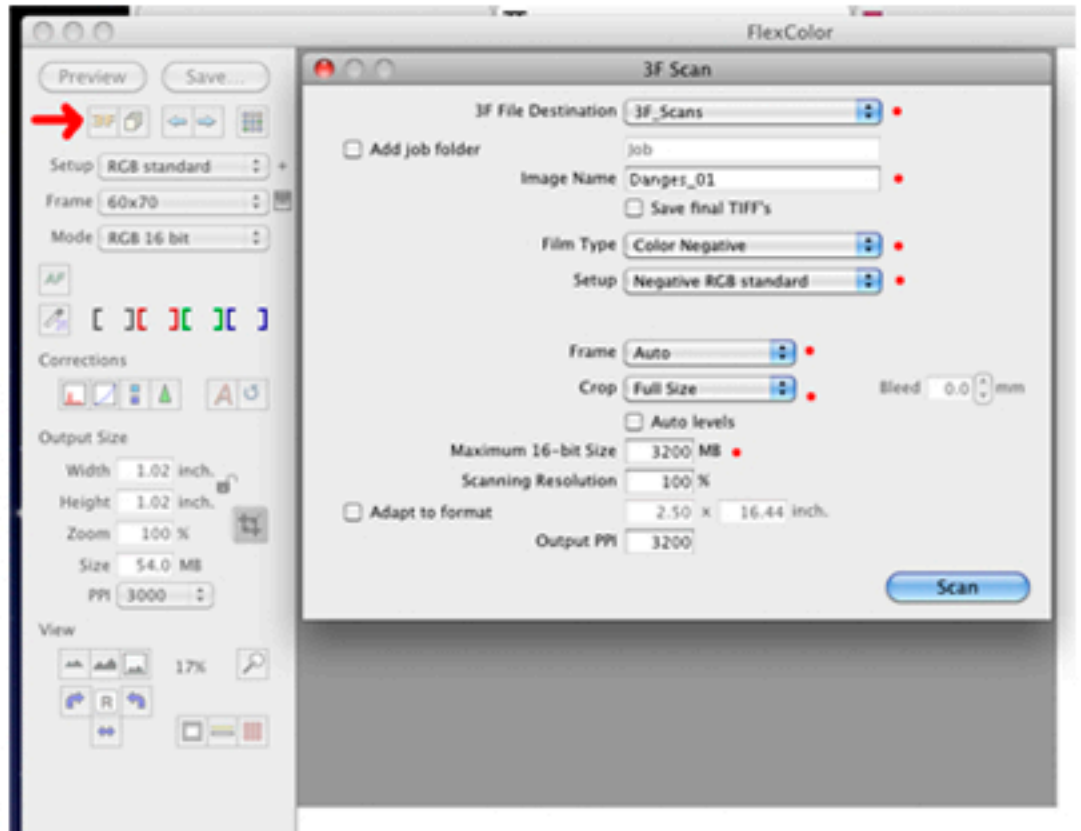 FlexColor
Preview Save...
3F
Setup RGB standard +
Frame 60x70
Mode RGB 16 bit
AF
[ ][ ][ ][ ]
Corrections
A
Output Size
Width 1.02 inch.
Height 1.02 inch.
Zoom 100 %
Size 54.0 MB
PPI 3000
View
17%
R
3F Scan
3F File Destination 3F_Scans
Add job folder Job
Image Name Danges_01
Save final TIFF's
Film Type Color Negative
Setup Negative RGB standard
Frame Auto
Crop Full Size Bleed 0.0 mm
Auto levels
Maximum 16-bit Size 3200 MB
Scanning Resolution 100 %
Adapt to format 2.50 x 16.44 inch.
Output PPI 3200
Scan